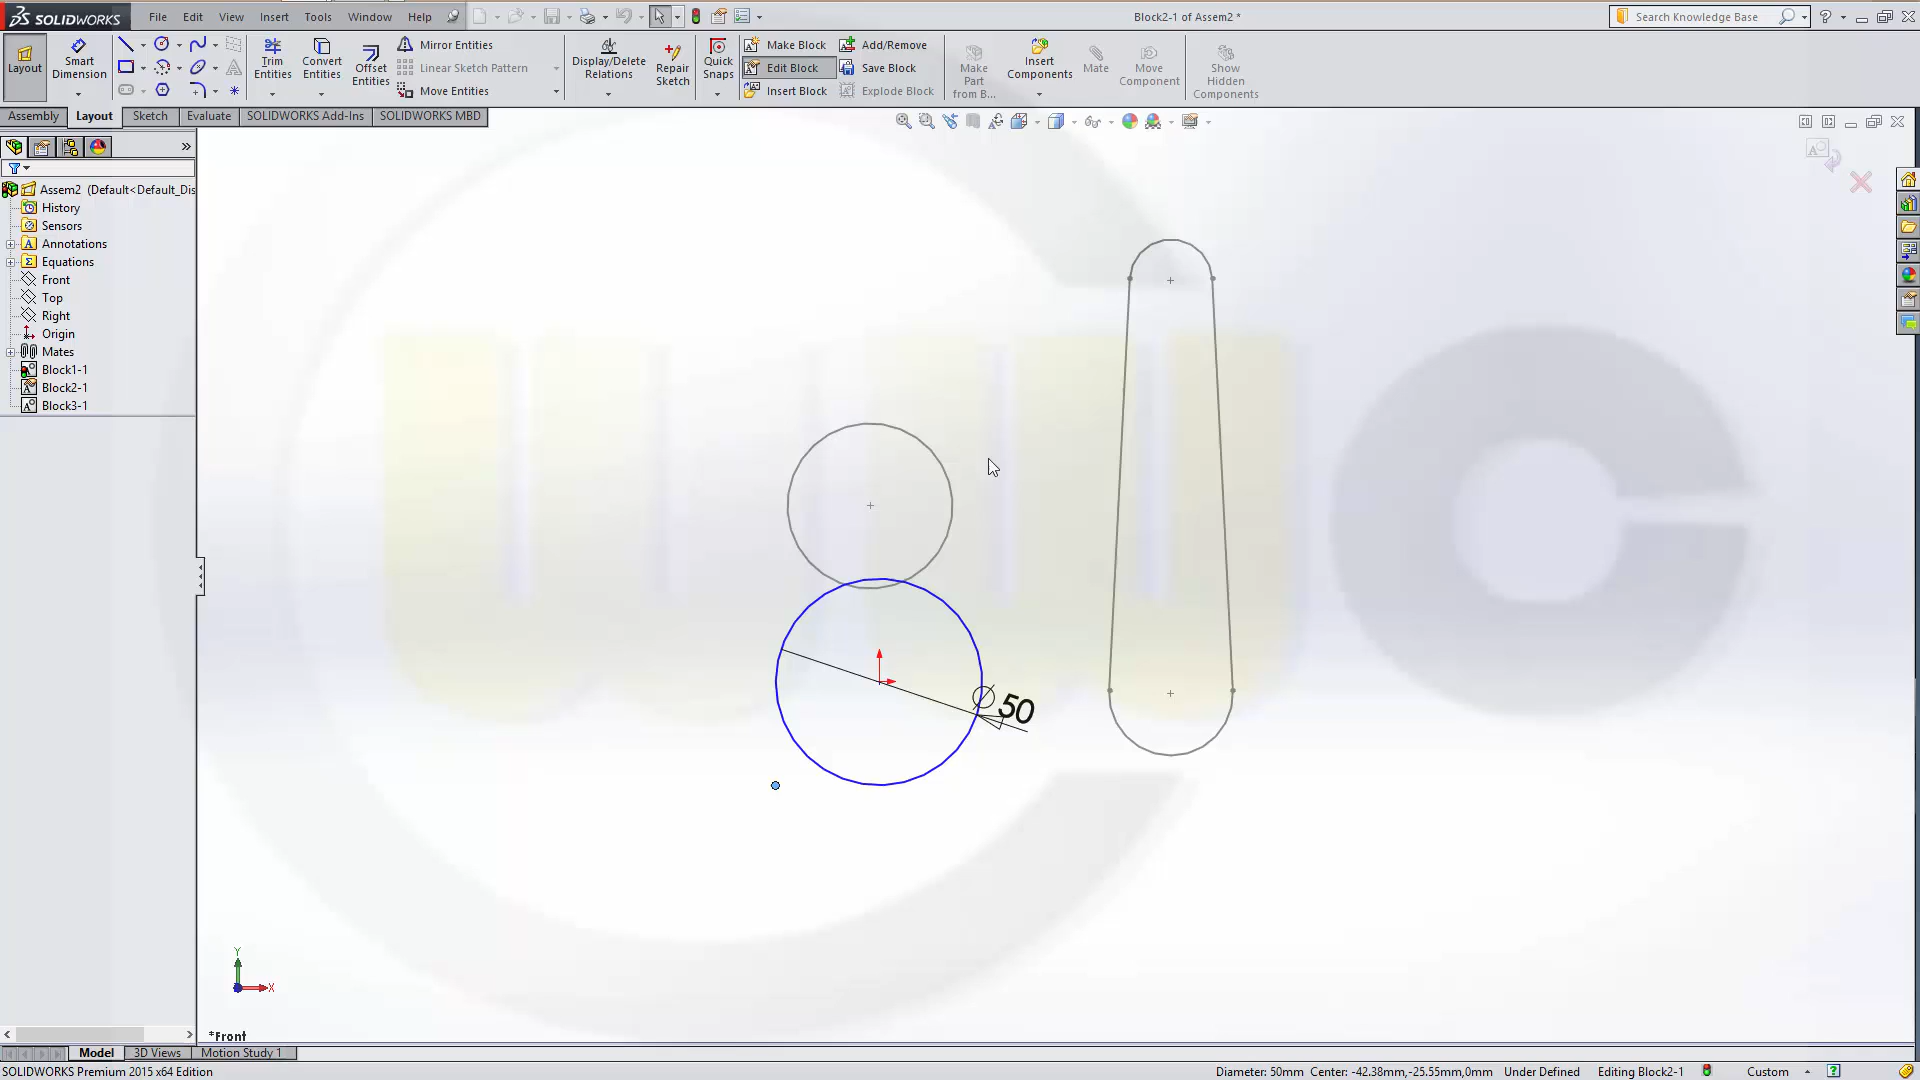 SOLIDWORKS File Edit View Insert Tools Window Help Block2-1 of Assem2 * Search Knowledge Base ?
Layout Smart Dimension Trim Entities Convert Entities Offset Entities Mirror Entities Linear Sketch Pattern Move Entities Display/Delete Relations Repair Sketch Quick Snaps Make Block Edit Block Insert Block Add/Remove Save Block Explode Block Make Part from B... Insert Components Mate Move Component Show Hidden Components
Assembly Layout Sketch Evaluate SOLIDWORKS Add-Ins SOLIDWORKS MBD
Assem2 (Default<Default_Dis
History
Sensors
Annotations
Equations
Front
Top
Right
Origin
Mates
Block1-1
Block2-1
Block3-1
∅50
Y
X
*Front
Model 3D Views Motion Study 1
SOLIDWORKS Premium 2015 x64 Edition Diameter: 50mm Center: -42.38mm,-25.55mm,0mm Under Defined Editing Block2-1 Custom ?